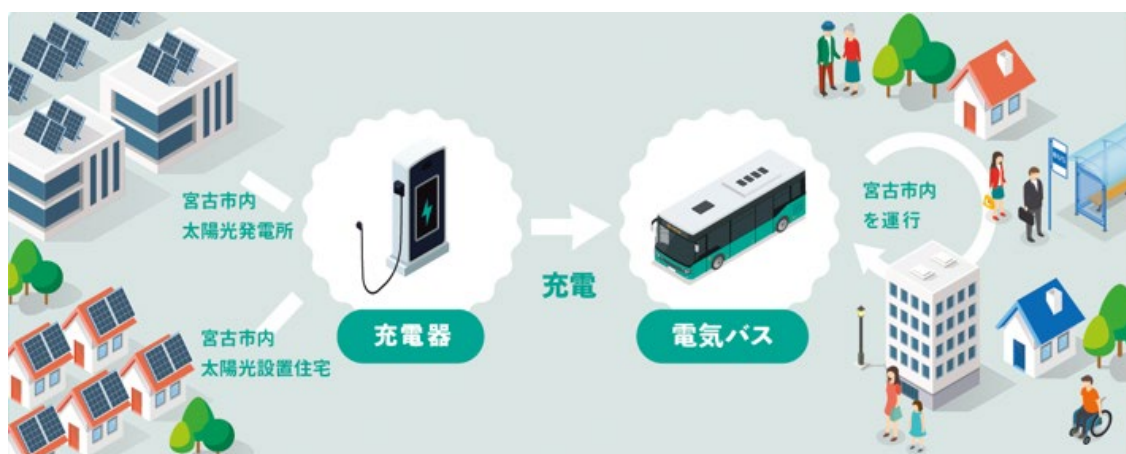 宮古市内
太陽光発電所
宮古市内
太陽光設置住宅
充電器
充電
電気バス
宮古市内
を運行